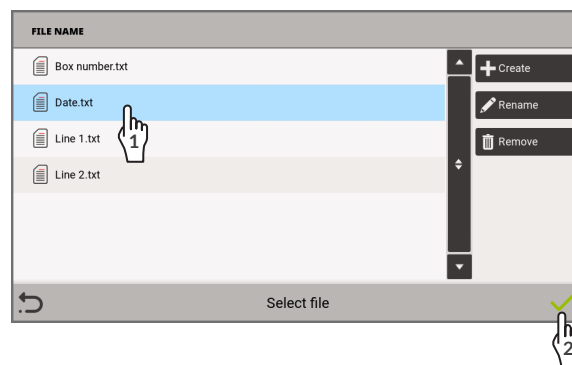 FILE NAME
Box number.txt
Create
Date.txt
Rename
Line 1.txt
1
Remove
Line 2.txt
Select file
2